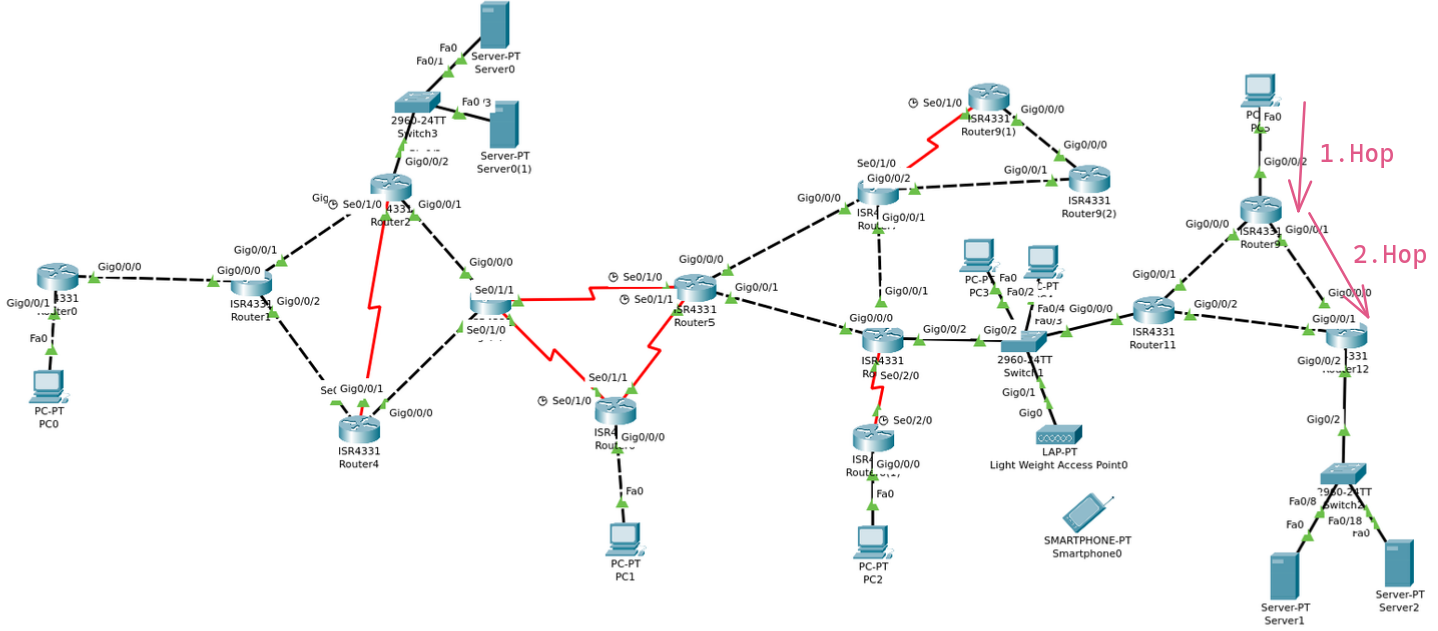 Server-PT
Server0
Fa0
Fa0/1
Fa0
2960-24TT
Switch3
Server-PT
Server0(1)
Gig0/0/2
Se0/1/0
Router2
Gig0/0/1
Gig0/0/1
Gig0/0/0
Gig0/0/0
Gig0/0/1
Fa0
PC-PT
PC0
ISR4331
Router1
Gig0/0/2
Gig0/0/0
Se0/1/1
Se0/1/0
Gig0/0/1
Gig0/0/0
ISR4331
Router4
Se0/1/0
Se0/1/1
Gig0/0/0
Gig0/0/1
ISR4331
Router5
Se0/1/1
Se0/1/0
Gig0/0/0
Fa0
PC-PT
PC1
Se0/1/0
ISR4331
Router9(1)
Gig0/0/0
Gig0/0/0
Se0/1/0
Gig0/0/2
Gig0/0/1
ISR4331
Router9(2)
Gig0/0/0
Gig0/0/1
Gig0/0/1
Gig0/0/0
ISR4331
Gig0/0/2
Gig0/2
Se0/2/0
Se0/2/0
Gig0/0/0
Fa0
PC-PT
PC2
PC3
Fa0
Fa0/2
Fa0/4
Fa0/3
2960-24TT
Switch1
Gig0/1
Gig0
LAP-PT
Light Weight Access Point0
SMARTPHONE-PT
Smartphone0
Gig0/0/0
Gig0/0/1
Gig0/0/2
ISR4331
Router11
Fa0
Gig0/0/2
1.Hop
Gig0/0/0
ISR4331
Router9
Gig0/0/1
2.Hop
Gig0/0/0
Gig0/0/1
Gig0/0/2
Gig0/2
2960-24TT
Switch2
Fa0/8
Fa0/18
Fa0
Fa0
Server-PT
Server1
Server-PT
Server2